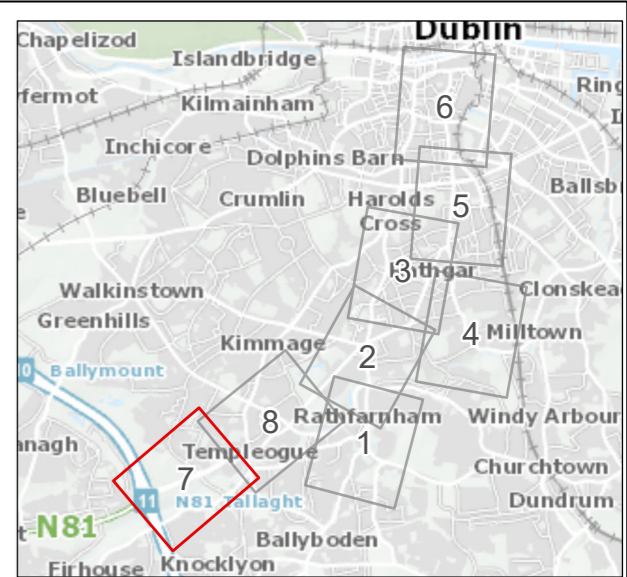 Dublin
Chapelizod
Islandbridge
Ring
fermot
Kilmainham
6
Inchicore
Dolphins Barn
Bluebell
Crumlin
Harolds
Cross
5
Ballsb
3
Walkinstown
Clonskea
Greenhills
4
Milltown
Kimmage
2
Ballymount
8
Rathfarnham
Windy Arbour
1
anagh
Templeogue
7
Churchtown
11
N81 Tallaght
Dundrum
N81
Ballyboden
Firhouse
Knocklyon